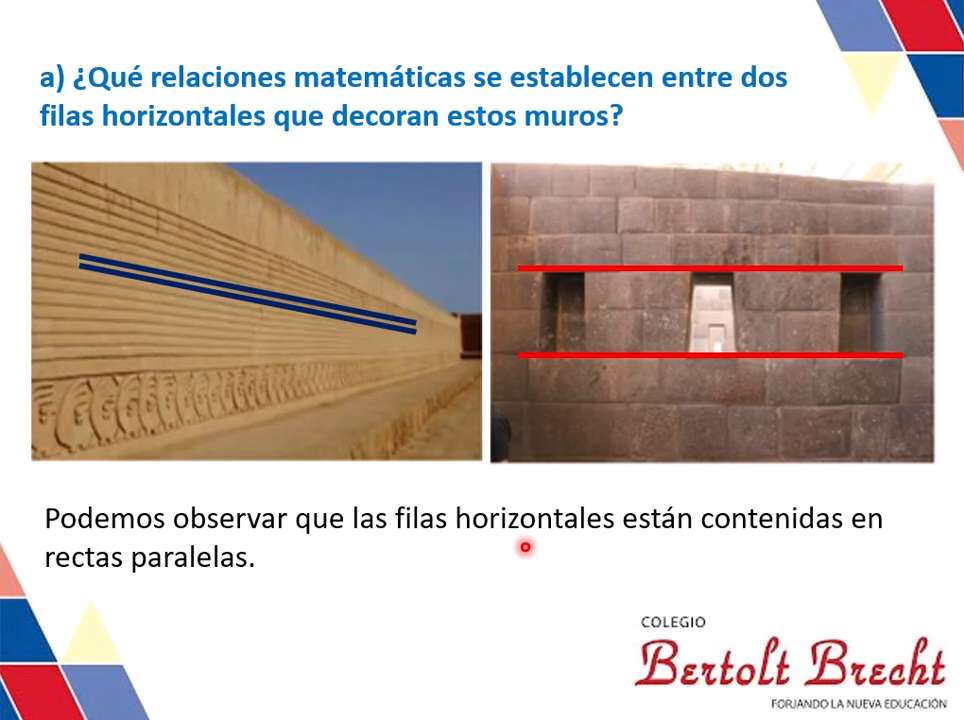 a) ¿Qué relaciones matemáticas se establecen entre dos
filas horizontales que decoran estos muros?
Podemos observar que las filas horizontales están contenidas en
rectas paralelas.
COLEGIO
Bertolt Brecht
FORJANDO LA NUEVA EDUCACIÓN